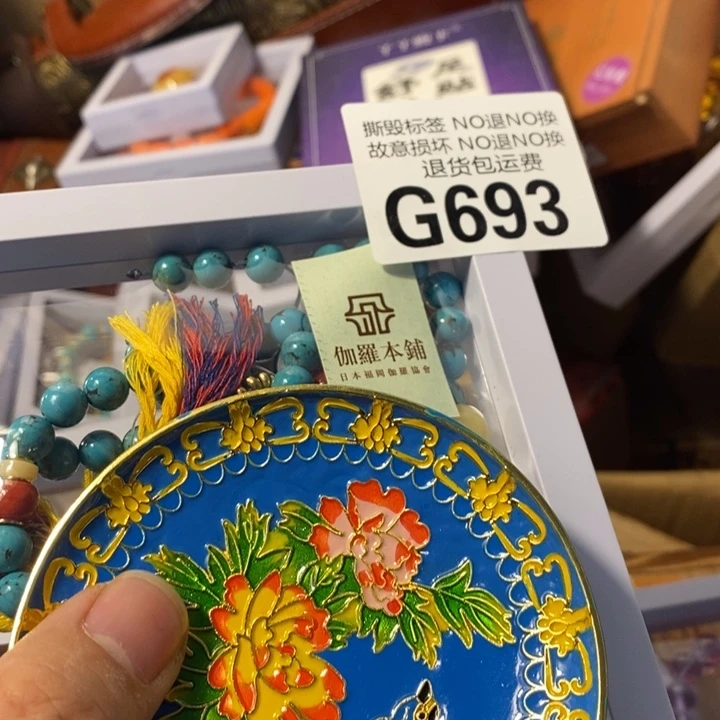 撕毁标签 NO退NO换
故意损坏 NO退NO换
退货包运费
G693
伽羅本鋪
日本福岡伽羅協會